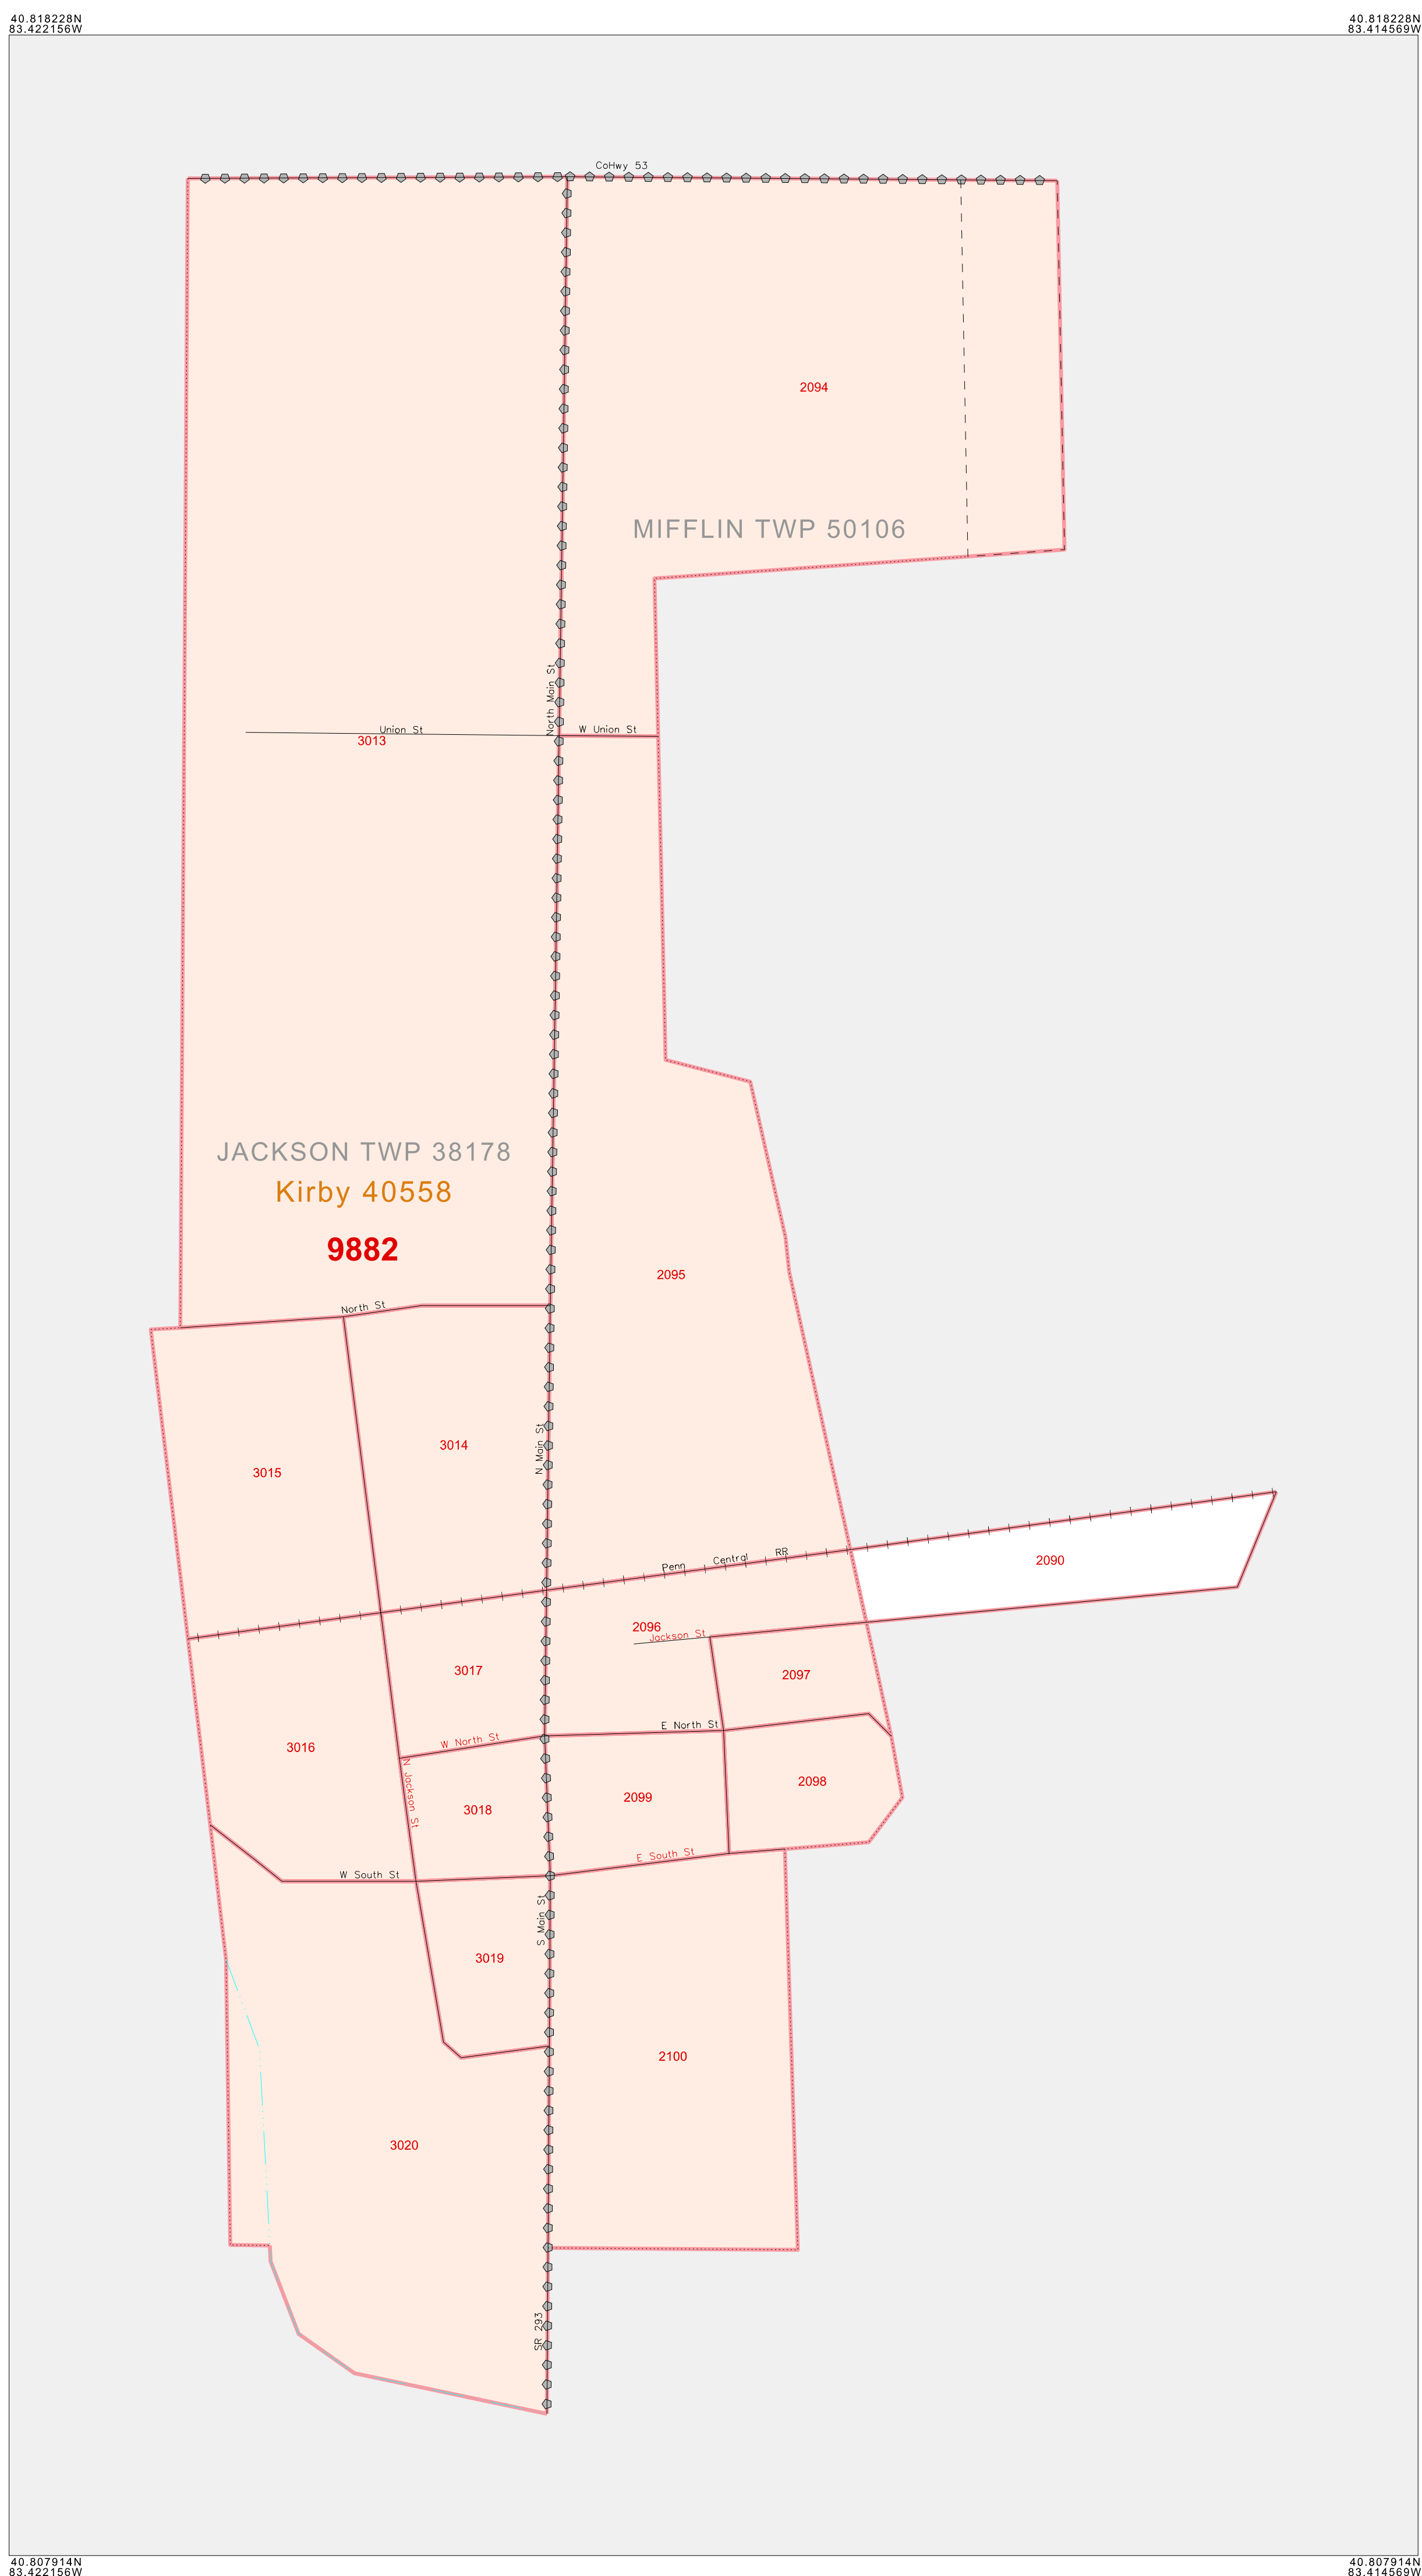 40.818228N
83.422156W
40.818228N
83.414569W
CoHwy 53
2094
MIFFLIN TWP 50106
North Main St
Union St
W Union St
3013
JACKSON TWP 38178
Kirby 40558
9882
2095
North St
N Main St
3014
3015
Penn Central RR
2090
2096
Jackson St
3017
2097
E North St
W North St
3016
N Jackson St
2098
2099
3018
E South St
W South St
S Main St
3019
2100
3020
SR 293
40.807914N
83.422156W
40.807914N
83.414569W